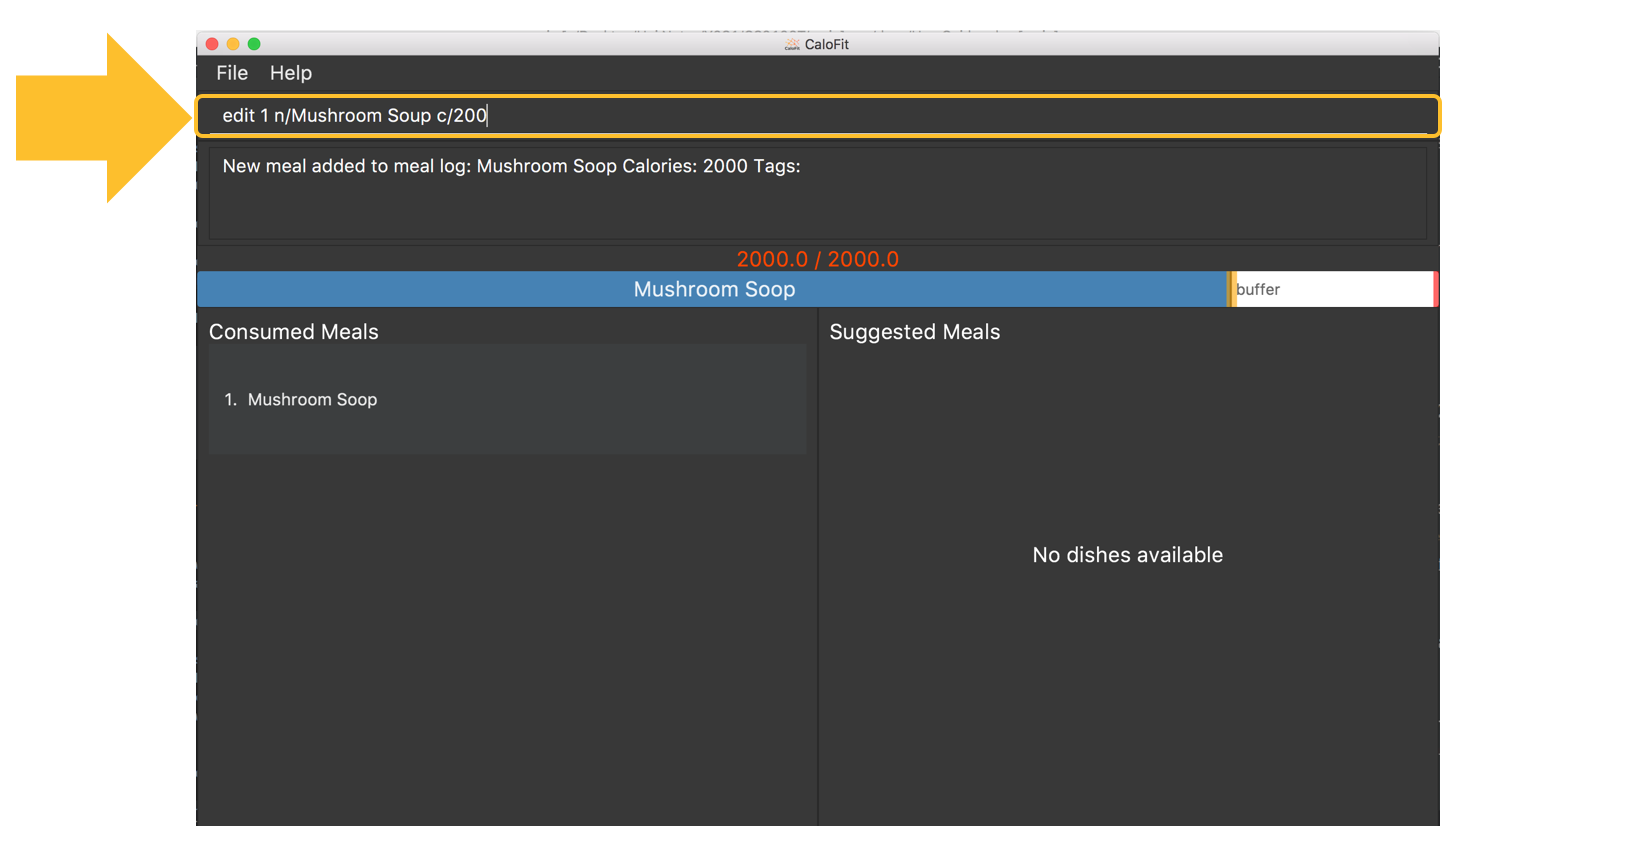 CaloFit
File Help
edit 1 n/Mushroom Soup c/200
New meal added to meal log: Mushroom Soop Calories: 2000 Tags:
2000.0 / 2000.0
Mushroom Soop buffer
Consumed Meals Suggested Meals
1. Mushroom Soop
No dishes available